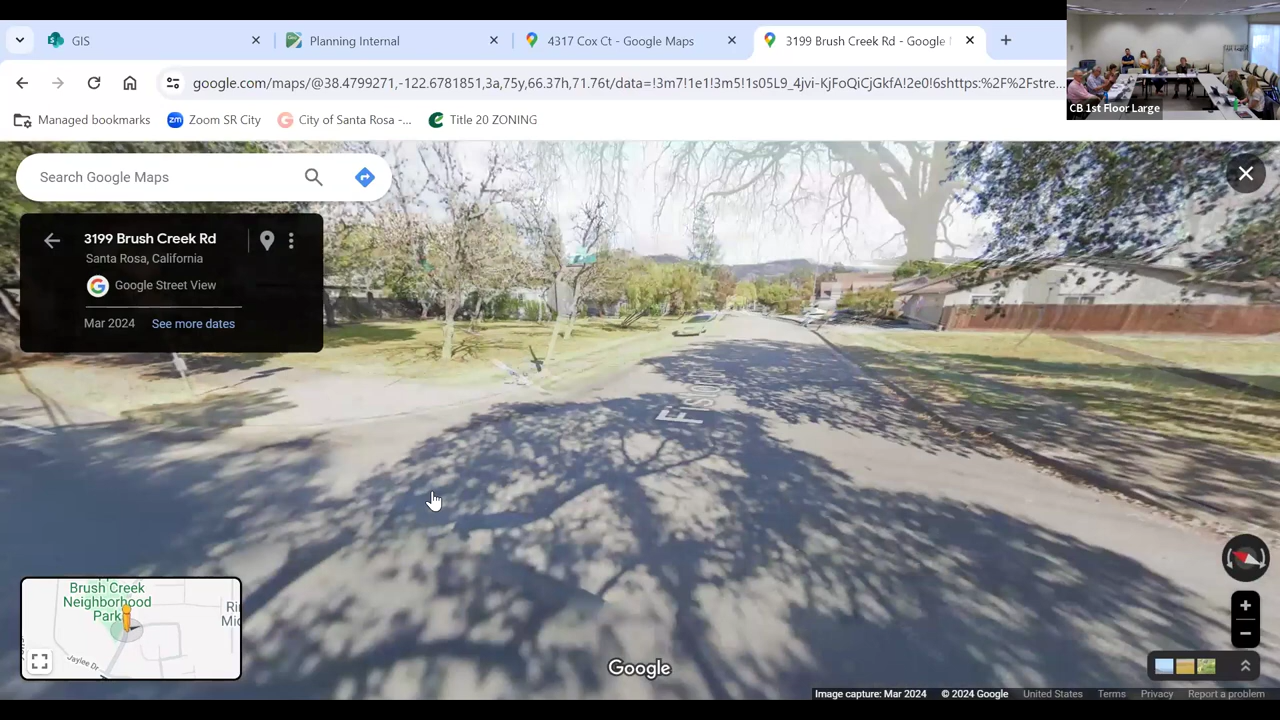 GIS
Planning Internal
4317 Cox Ct - Google Maps
3199 Brush Creek Rd - Google
google.com/maps/@38.4799271,-122
75y,66.37h,71.76t/data=!3m7!1e1!3m5!1s05L9_4jvi-KjFoQiCjGkfA!2e0!6shttps:%2F%2Fstre...
CB 1st Floor Large
Managed bookmarks
Zoom SR City
City of Santa Rosa -...
Title 20 ZONING
Search Google Maps
3199 Brush Creek Rd
Santa Rosa, California
Google Street View
Mar 2024
See more dates
Brush Creek
Neighborhood
Park
Ri
Mic
Jaylee Dr
Google
Image capture: Mar 2024
© 2024 Google
United States
Terms
Privacy
Report a problem